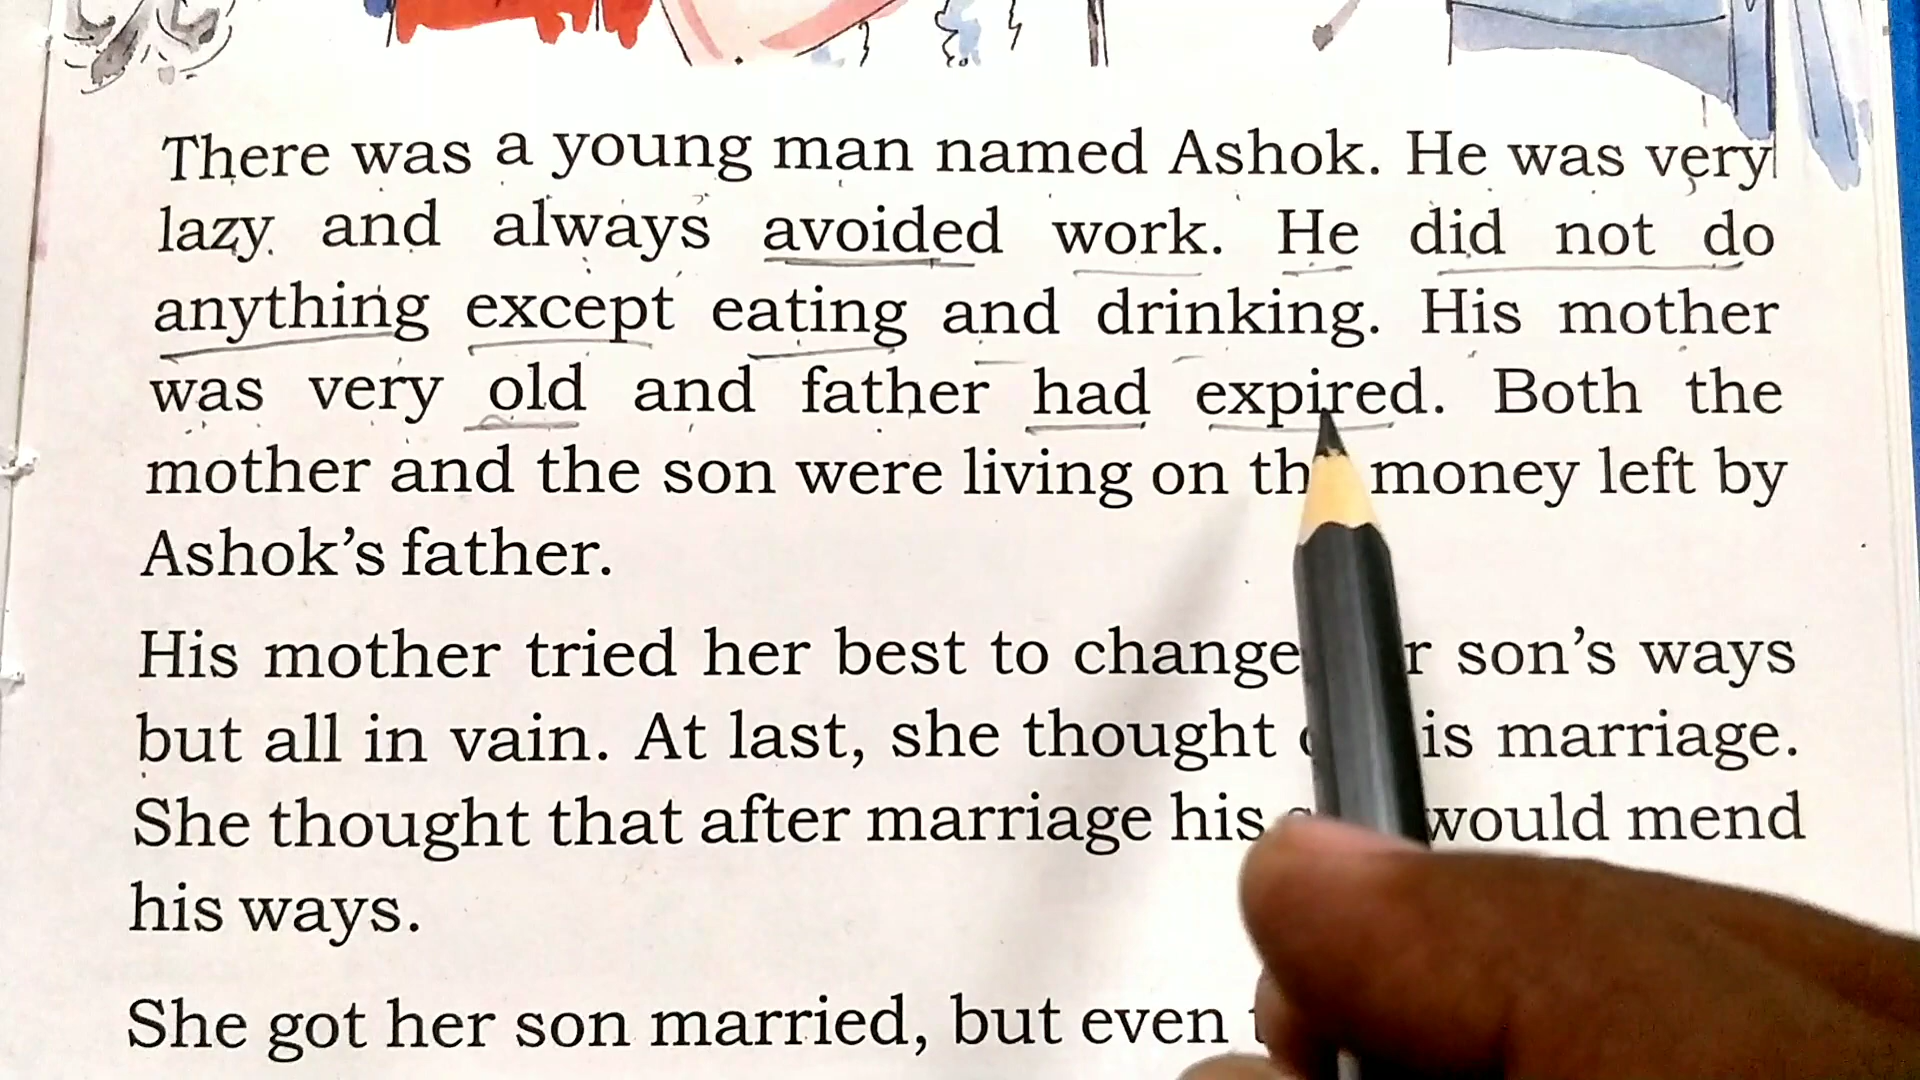 There was a young man named Ashok. He was very
lazy and always avoided work. He did not do
anything except eating and drinking. His mother
was very old and father had expired. Both the
mother and the son were living on money left by
Ashok's father.
His mother tried her best to change son's ways
but all in vain. At last, she thought marriage.
She thought that after marriage his would mend
his ways.
She got her son married, but even